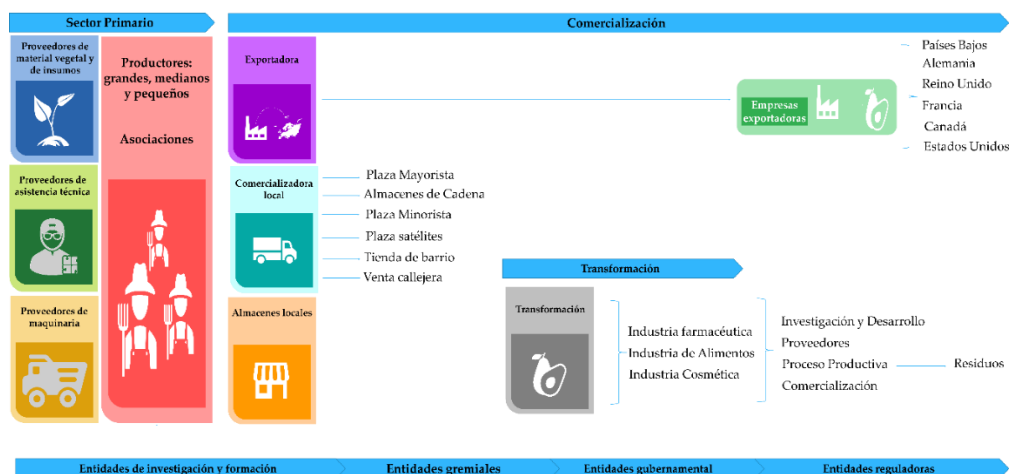 Sector Primario
Comercialización
Proveedores de
material vegetal y
de insumos
Productores:
grandes, medianos
y pequeños
Asociaciones
Exportadora
Empresas
exportadoras
Países Bajos
Alemania
Reino Unido
Francia
Canadá
Estados Unidos
Proveedores de
asistencia técnica
Comercializadora
local
Plaza Mayorista
Almacenes de Cadena
Plaza Minorista
Plaza satélites
Tienda de barrio
Venta callejera
Proveedores de
maquinaria
Almacenes locales
Transformación
Transformación
Industria farmacéutica
Industria de Alimentos
Industria Cosmética
Investigación y Desarrollo
Proveedores
Proceso Productiva
Comercialización
Residuos
Entidades de investigación y formación
Entidades gremiales
Entidades gubernamental
Entidades reguladoras